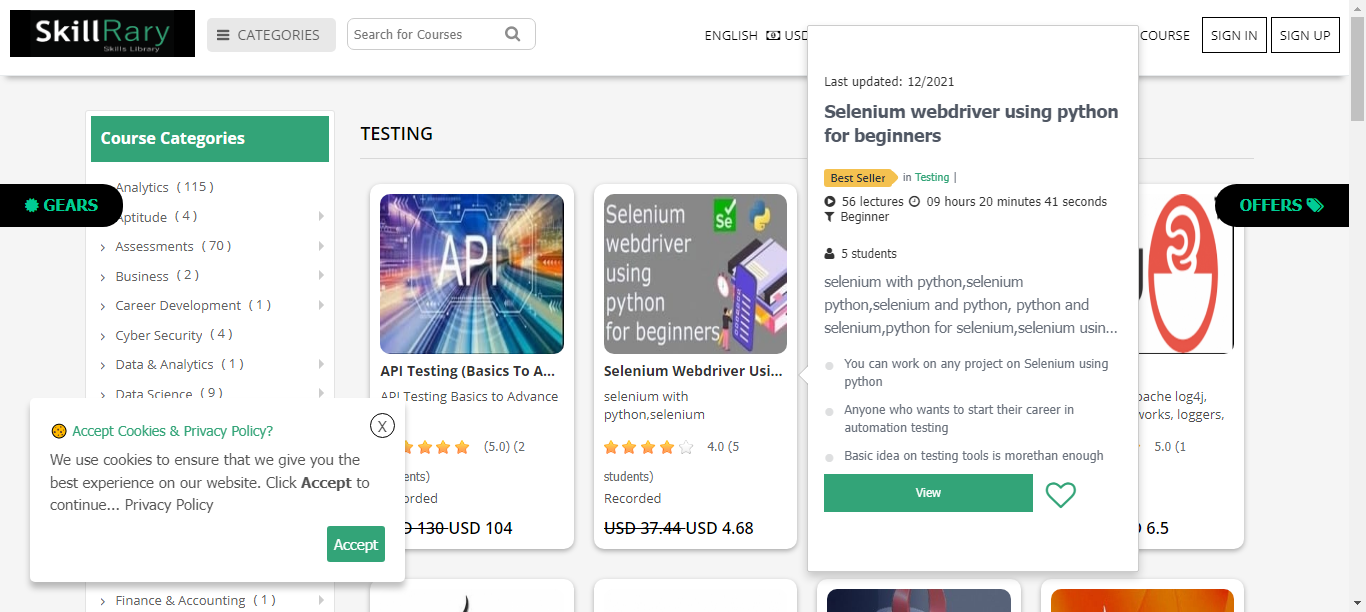 SkillRary
Skills Library
CATEGORIES
Search for Courses
ENGLISH
USD
COURSE
SIGN IN
SIGN UP
Course Categories
Analytics ( 115 )
Aptitude ( 4 )
Assessments ( 70 )
Business ( 2 )
Career Development ( 1 )
Cyber Security ( 4 )
Data & Analytics ( 1 )
Data Science ( 9 )
Finance & Accounting ( 1 )
GEARS
OFFERS
TESTING
API
API Testing (Basics To A...
API Testing Basics to Advance
(5.0) (2
ents)
orded
130 USD 104
Selenium
webdriver
using
python
for beginners
Se
Selenium Webdriver Usi...
selenium with
python,selenium
4.0 (5
students)
Recorded
USD 37.44 USD 4.68
Last updated: 12/2021
Selenium webdriver using python
for beginners
Best Seller in Testing |
56 lectures 09 hours 20 minutes 41 seconds
Beginner
5 students
selenium with python,selenium
python,selenium and python, python and
selenium,python for selenium,selenium usin...
You can work on any project on Selenium using
python
Anyone who wants to start their career in
automation testing
Basic idea on testing tools is morethan enough
View
pache log4j,
works, loggers,
5.0 (1
6.5
Accept Cookies & Privacy Policy?
X
We use cookies to ensure that we give you the
best experience on our website. Click Accept to
continue... Privacy Policy
Accept